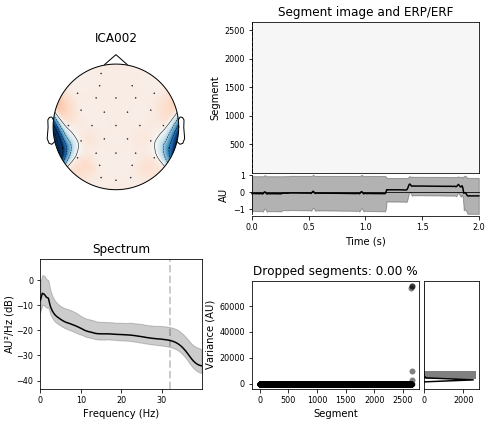 ICA002
Segment image and ERP/ERF
Segment
2500
2000
1500
1000
500
AU
1
0
−1
0.0 0.5 1.0 1.5 2.0
Time (s)
Spectrum
AU²/Hz (dB)
0
−10
−20
−30
−40
0 10 20 30
Frequency (Hz)
Dropped segments: 0.00 %
Variance (AU)
60000
40000
20000
0
0 500 1000 1500 2000 2500
Segment
0 2000